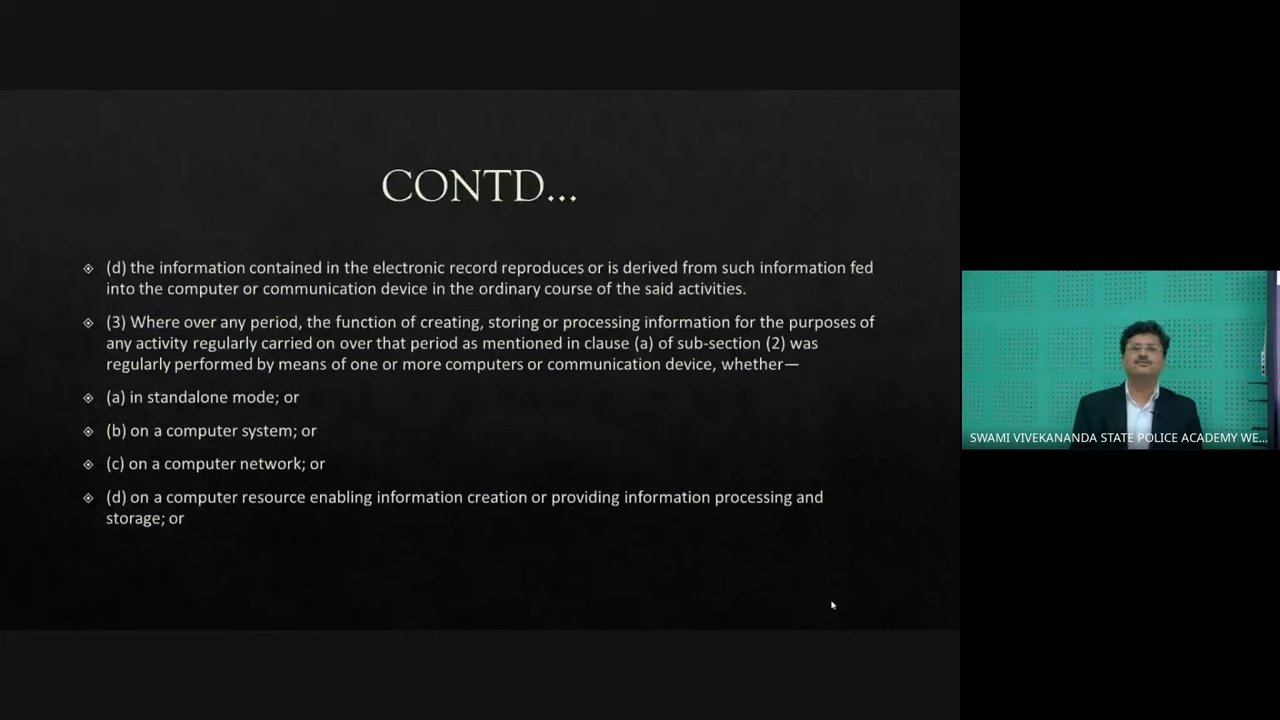 CONTD...
(d) the information contained in the electronic record reproduces or is derived from such information fed
into the computer or communication device in the ordinary course of the said activities.
(3) Where over any period, the function of creating, storing or processing information for the purposes of
any activity regularly carried on over that period as mentioned in clause (a) of sub-section (2) was
regularly performed by means of one or more computers or communication device, whether—
(a) in standalone mode; or
(b) on a computer system; or
(c) on a computer network; or
(d) on a computer resource enabling information creation or providing information processing and
storage; or
SWAMI VIVEKANANDA STATE POLICE ACADEMY WE...